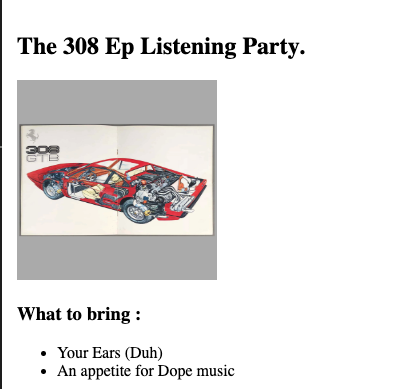 The 308 Ep Listening Party.
308
GTB
What to bring :
Your Ears (Duh)
An appetite for Dope music